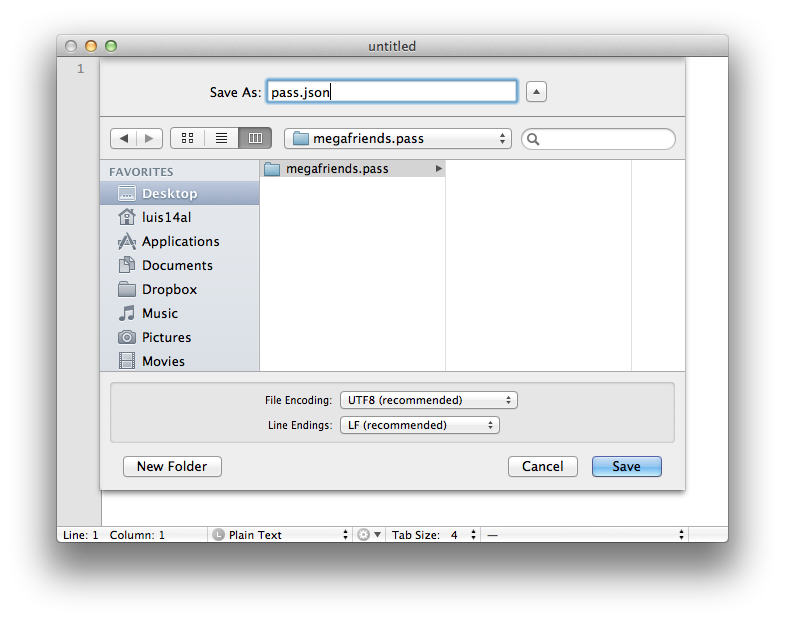 untitled
1
Save As: pass.json
megafriends.pass
FAVORITES
Desktop
luis14al
Applications
Documents
Dropbox
Music
Pictures
Movies
megafriends.pass
File Encoding: UTF8 (recommended)
Line Endings: LF (recommended)
New Folder Cancel Save
Line: 1 Column: 1 L Plain Text Tab Size: 4 —